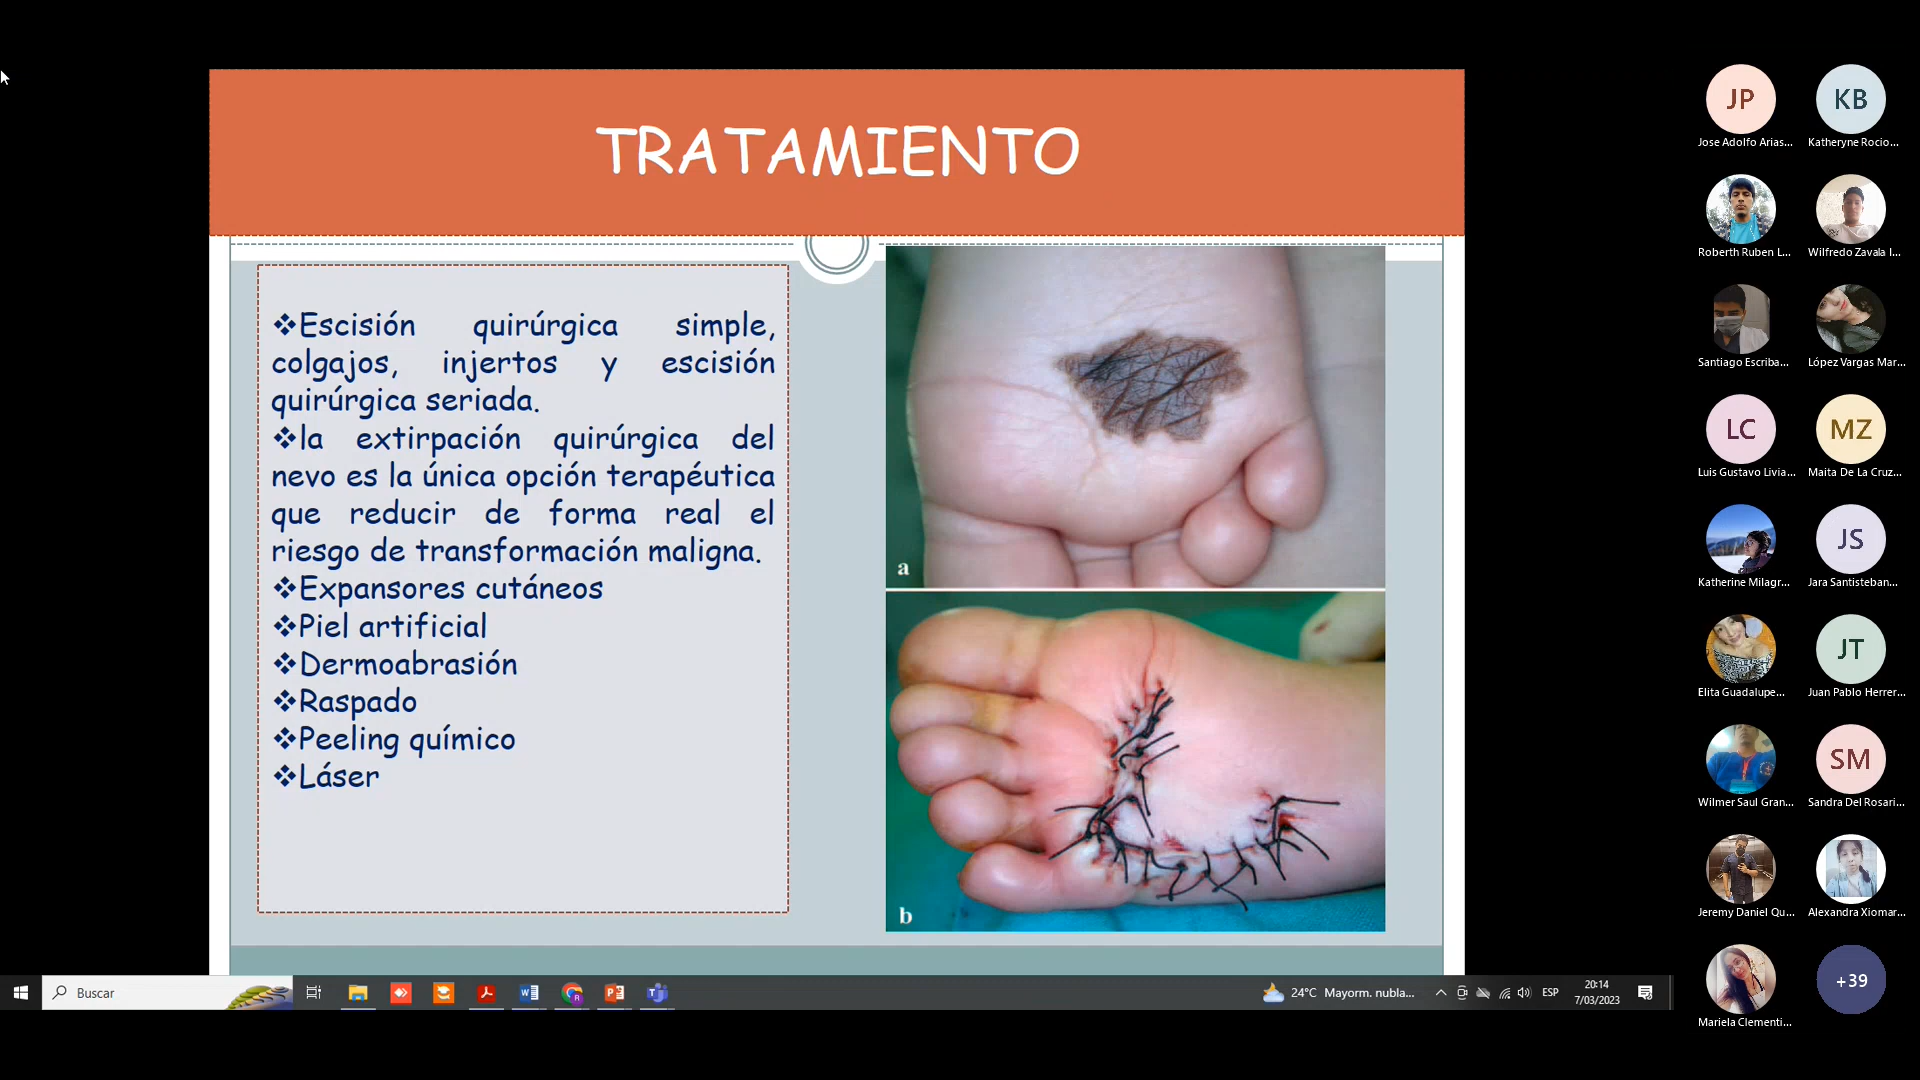 TRATAMIENTO
❖Escisión quirúrgica simple,
colgajos, injertos y escisión
quirúrgica seriada.
❖la extirpación quirúrgica del
nevo es la única opción terapéutica
que reducir de forma real el
riesgo de transformación maligna.
❖Expansores cutáneos
❖Piel artificial
❖Dermoabrasión
❖Raspado
❖Peeling químico
❖Láser
a
b
JP
Jose Adolfo Arias...
KB
Katheryne Rocio...
Roberth Ruben L...
Wilfredo Zavala I...
Santiago Escriba...
López Vargas Mar...
LC
Luis Gustavo Livia...
MZ
Maita De La Cruz...
Katherine Milagr...
JS
Jara Santisteban...
Elita Guadalupe...
JT
Juan Pablo Herrer...
Wilmer Saul Gran...
SM
Sandra Del Rosari...
Jeremy Daniel Qu...
Alexandra Xiomar...
Mariela Clementi...
+39
Buscar
24°C Mayorm. nubla...
ESP
20:14
7/03/2023